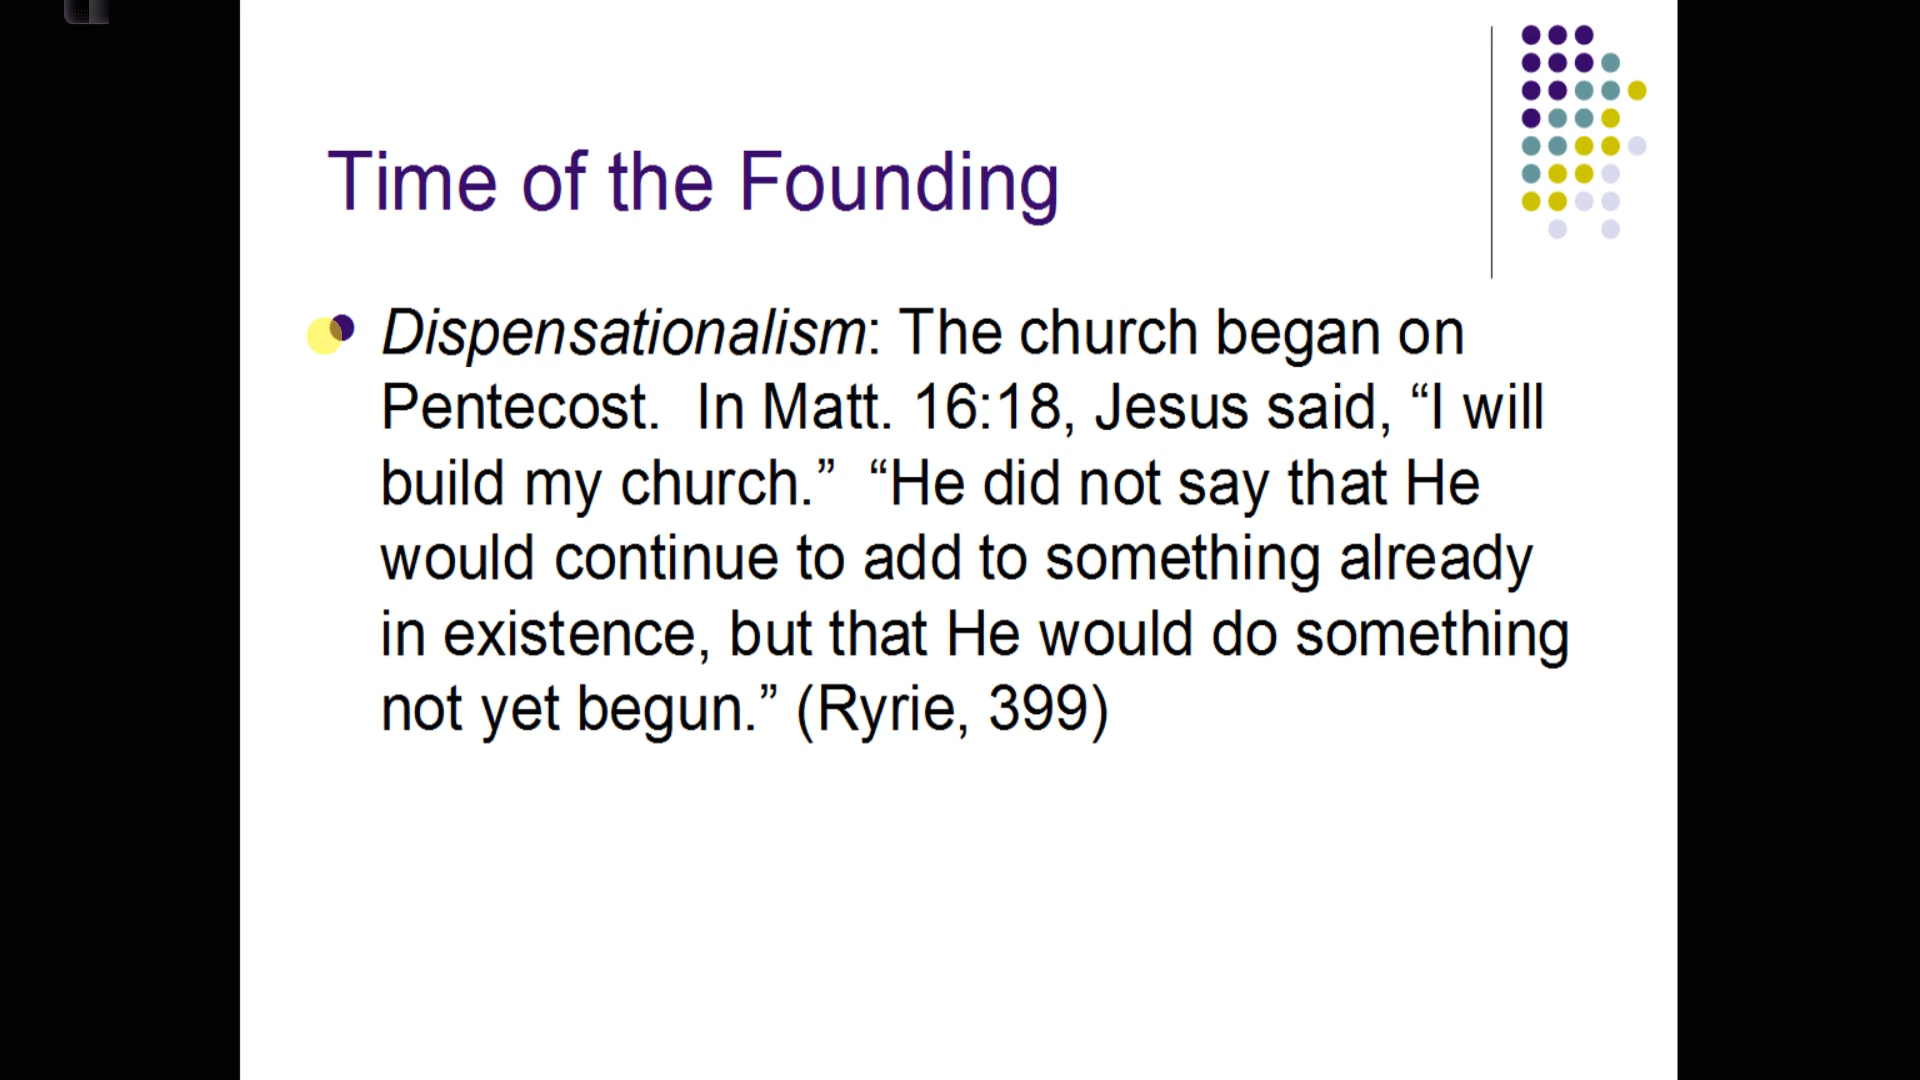 Time of the Founding
Dispensationalism: The church began on
Pentecost.  In Matt. 16:18, Jesus said, “I will
build my church.”  “He did not say that He
would continue to add to something already
in existence, but that He would do something
not yet begun.” (Ryrie, 399)